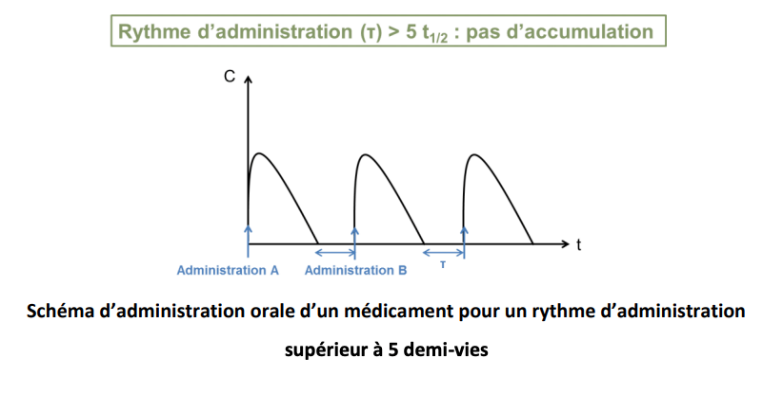 Rythme d’administration (τ) > 5 t1/2 : pas d’accumulation
C
t
Administration A
Administration B
τ
Schéma d’administration orale d’un médicament pour un rythme d’administration
supérieur à 5 demi-vies